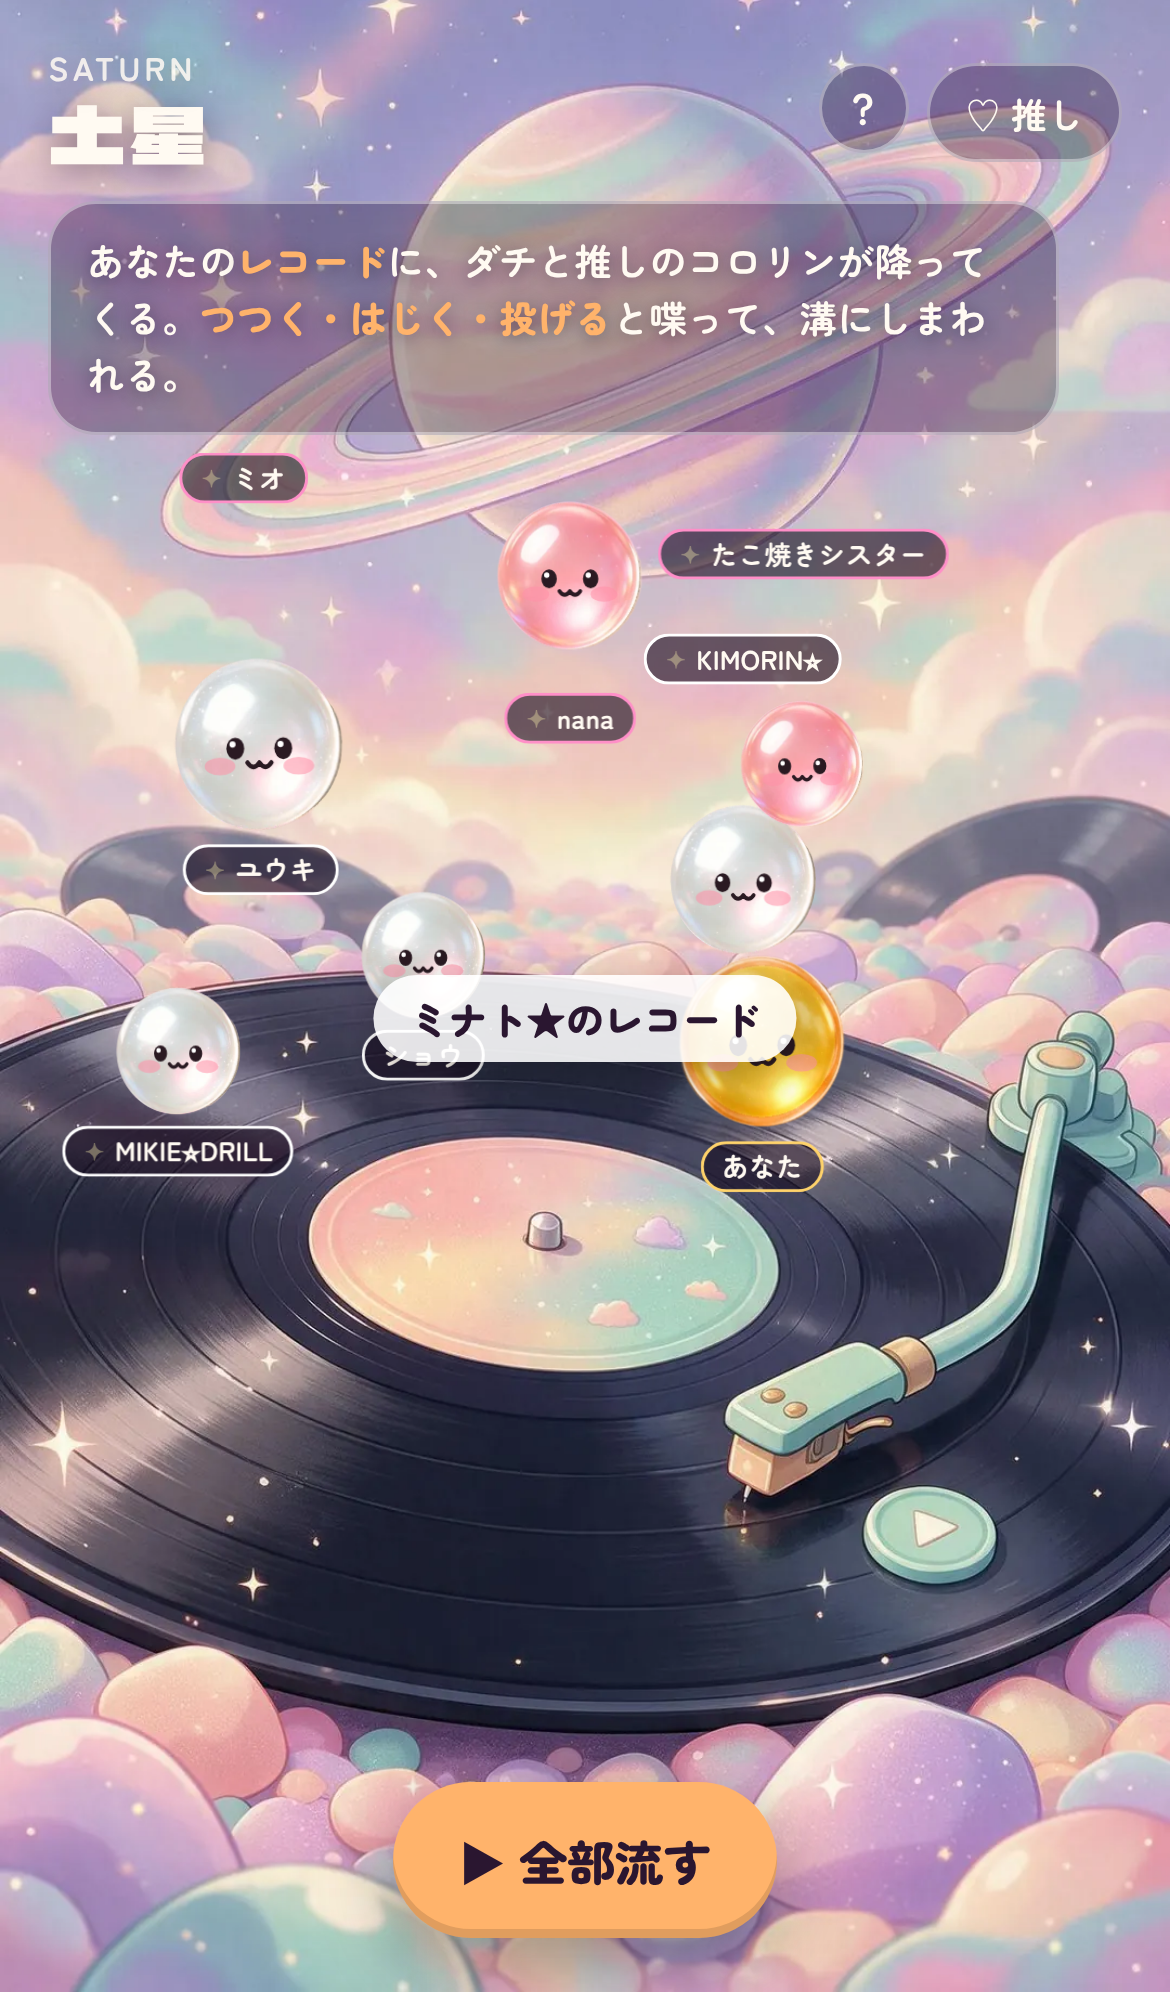 SATURN
土星
?
♡ 推し
あなたのレコードに、ダチと推しのコロリンが降って
くる。つつく・はじく・投げると喋って、溝にしまわ
れる。
ミオ
たこ焼きシスター
KIMORIN★
nana
ユウキ
ミナト★のレコード
ショウ
MIKIE★DRILL
あなた
▶ 全部流す